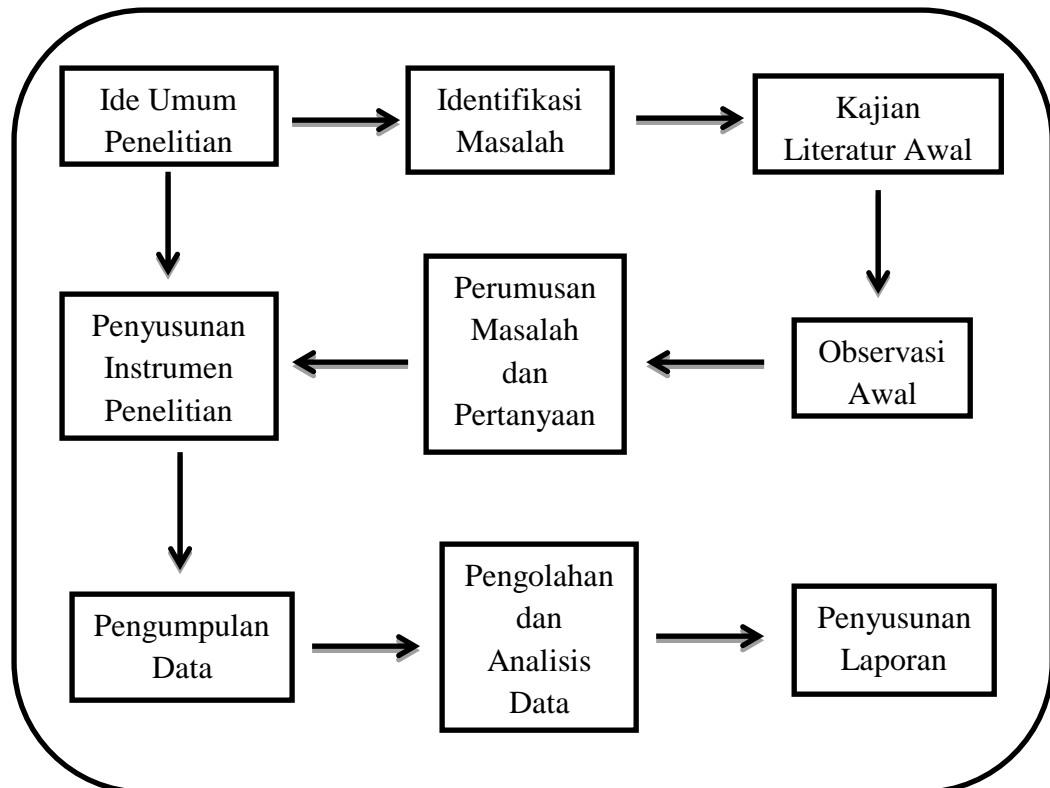 Ide Umum
Penelitian
Identifikasi
Masalah
Kajian
Literatur Awal
Penyusunan
Instrumen
Penelitian
Perumusan
Masalah
dan
Pertanyaan
Observasi
Awal
Pengumpulan
Data
Pengolahan
dan
Analisis
Data
Penyusunan
Laporan